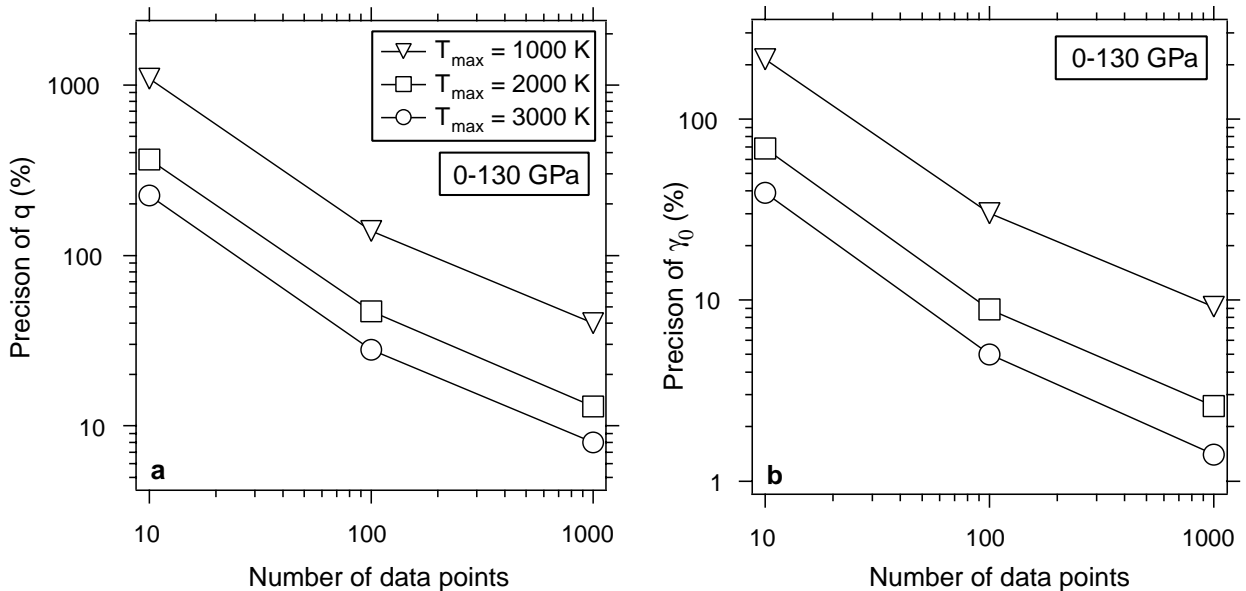 Precison of q (%)
1000
100
10
T_max = 1000 K
T_max = 2000 K
T_max = 3000 K
0-130 GPa
a
10 100 1000
Number of data points
Precison of γ₀ (%)
100
10
1
0-130 GPa
b
10 100 1000
Number of data points